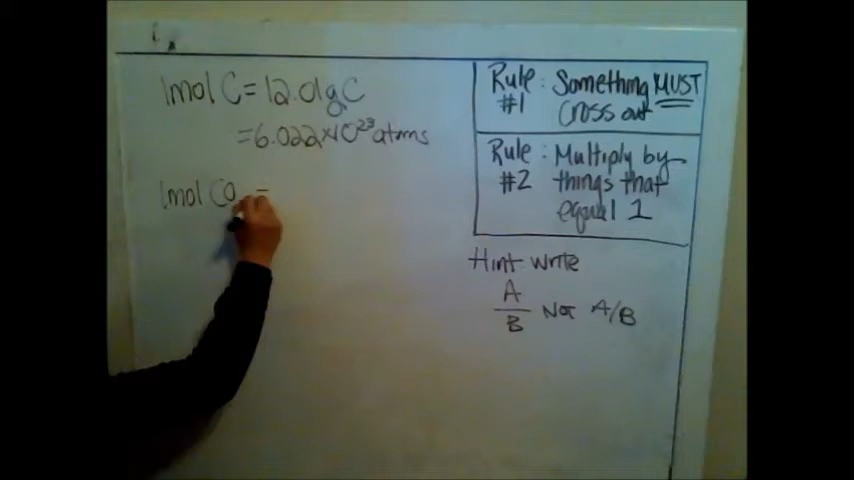 1mol C = 12.01g C
= 6.022×10²³ atoms
1mol CO =
Rule #1 : Something MUST
cross out
Rule #2 : Multiply by
things that
equal 1
Hint write
A
B Not A/B